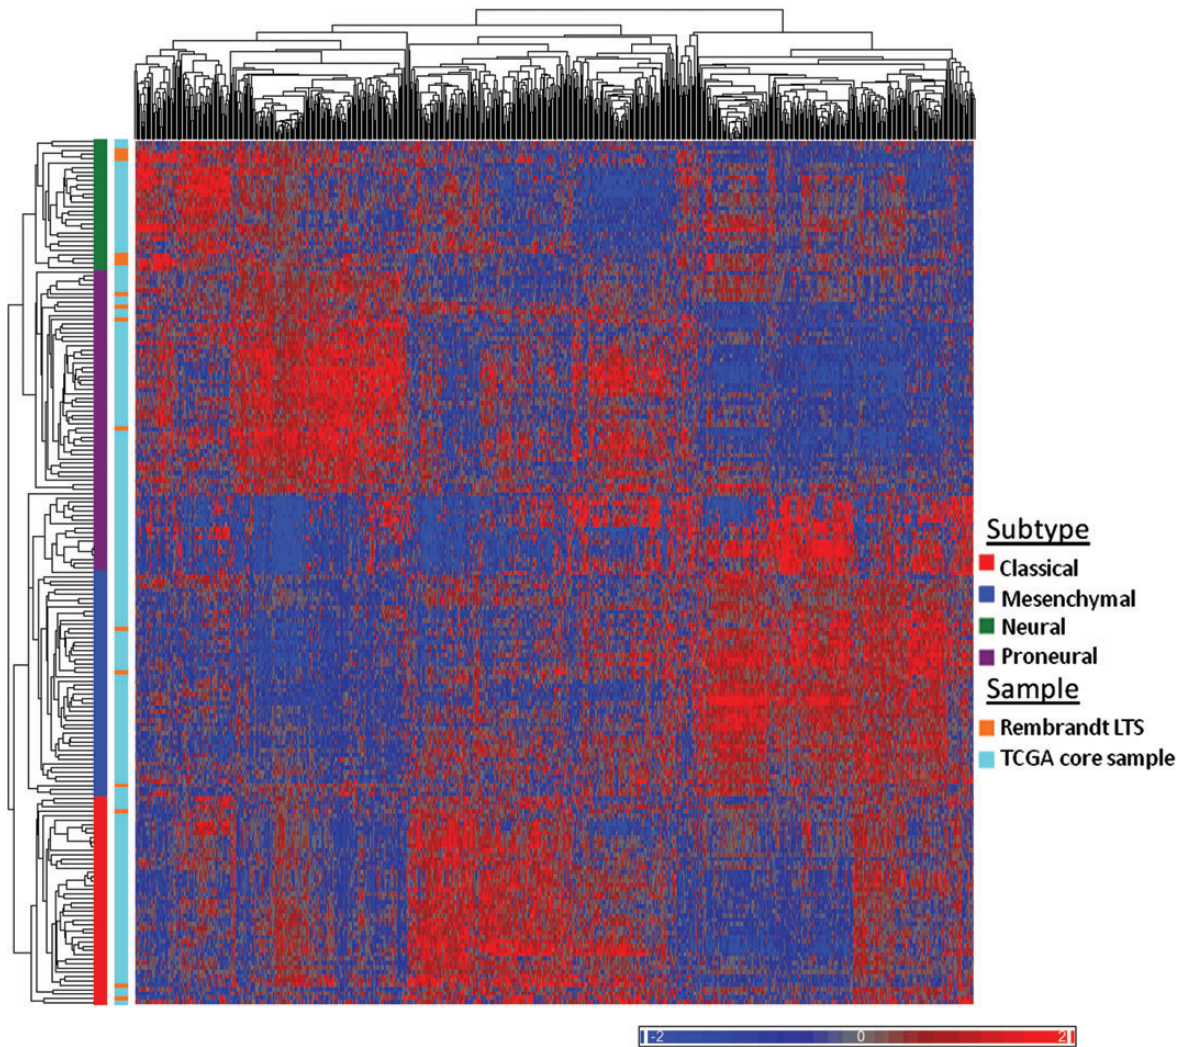 Subtype
Classical
Mesenchymal
Neural
Proneural
Sample
Rembrandt LTS
TCGA core sample
-2 0 2